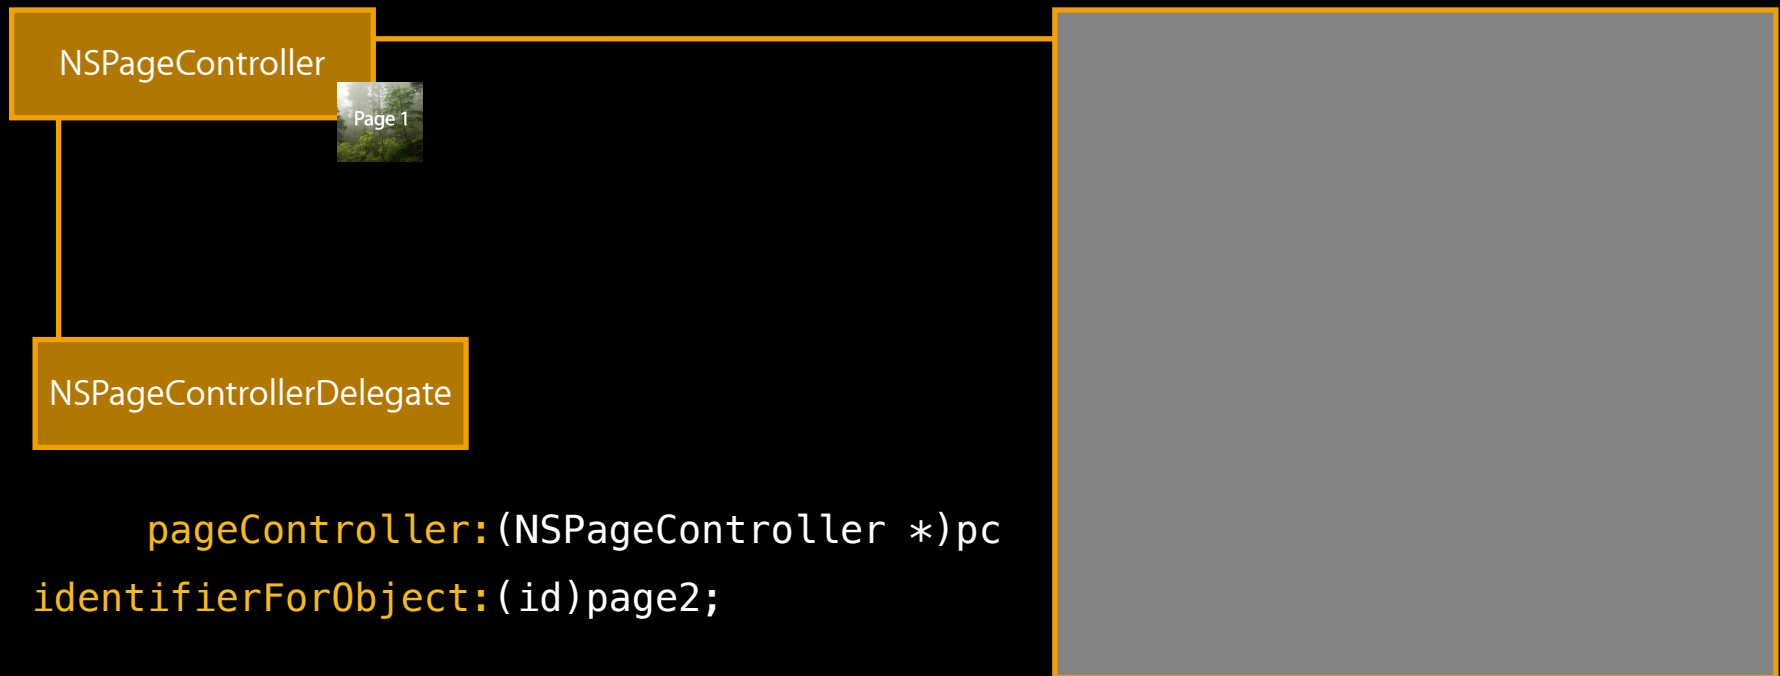 NSPageController
Page 1
NSPageControllerDelegate
pageController:(NSPageController *)pc
identifierForObject:(id)page2;